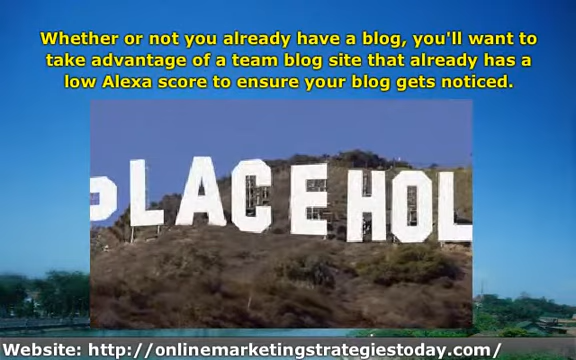 Whether or not you already have a blog, you'll want to
take advantage of a team blog site that already has a
low Alexa score to ensure your blog gets noticed.
PLACEHOL
Website: http://onlinemarketingstrategiestoday.com/